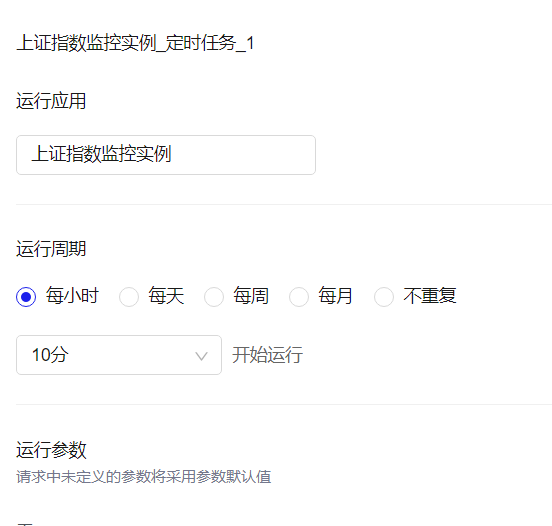 上证指数监控实例_定时任务_1
运行应用
上证指数监控实例
运行周期
每小时 每天 每周 每月 不重复
10分 开始运行
运行参数
请求中未定义的参数将采用参数默认值